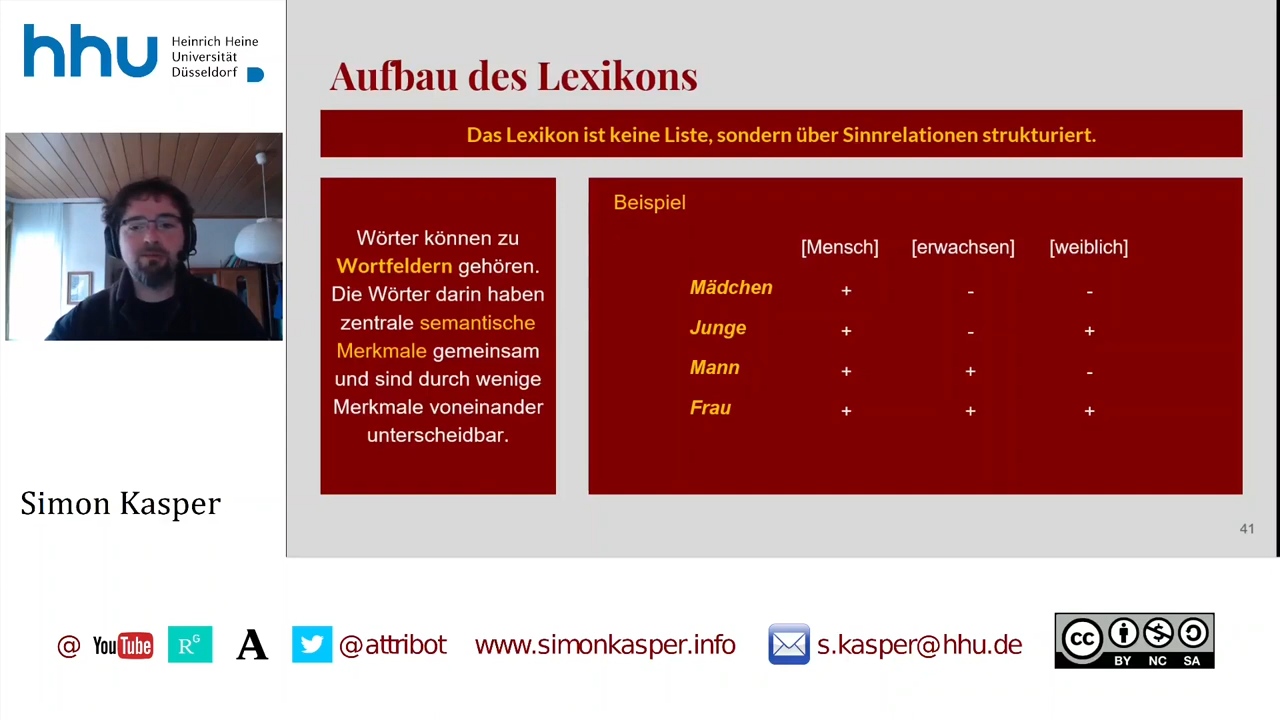 hhu Heinrich Heine
Universität
Düsseldorf
Aufbau des Lexikons
Das Lexikon ist keine Liste, sondern über Sinnrelationen strukturiert.
Wörter können zu
Wortfeldern gehören.
Die Wörter darin haben
zentrale semantische
Merkmale gemeinsam
und sind durch wenige
Merkmale voneinander
unterscheidbar.
Beispiel
[Mensch] [erwachsen] [weiblich]
Mädchen + - -
Junge + - +
Mann + + -
Frau + + +
41
Simon Kasper
@ YouTube RG A @attribot www.simonkasper.info s.kasper@hhu.de
cc BY NC SA